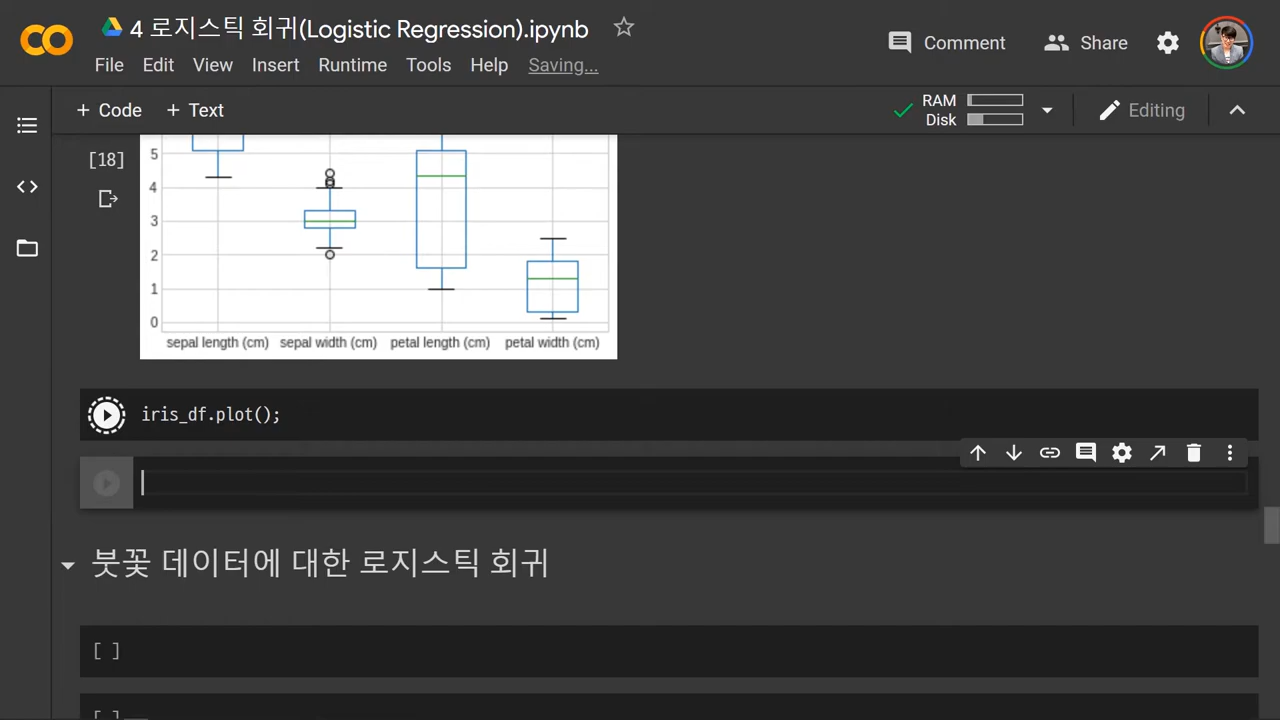 4 로지스틱 회귀(Logistic Regression).ipynb
Comment
Share
File Edit View Insert Runtime Tools Help Saving...
+ Code + Text
RAM
Disk
Editing
[18]
5
4
3
2
1
0
sepal length (cm) sepal width (cm) petal length (cm) petal width (cm)
iris_df.plot();
붓꽃 데이터에 대한 로지스틱 회귀
[ ]
[ ]